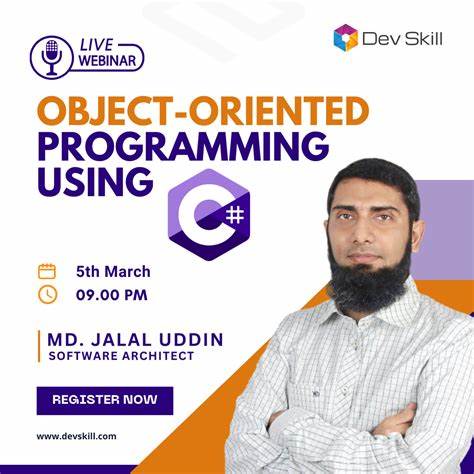 LIVE
WEBINAR
Dev Skill
OBJECT-ORIENTED
PROGRAMMING
USING
C#
5th March
09.00 PM
MD. JALAL UDDIN
SOFTWARE ARCHITECT
REGISTER NOW
www.devskill.com